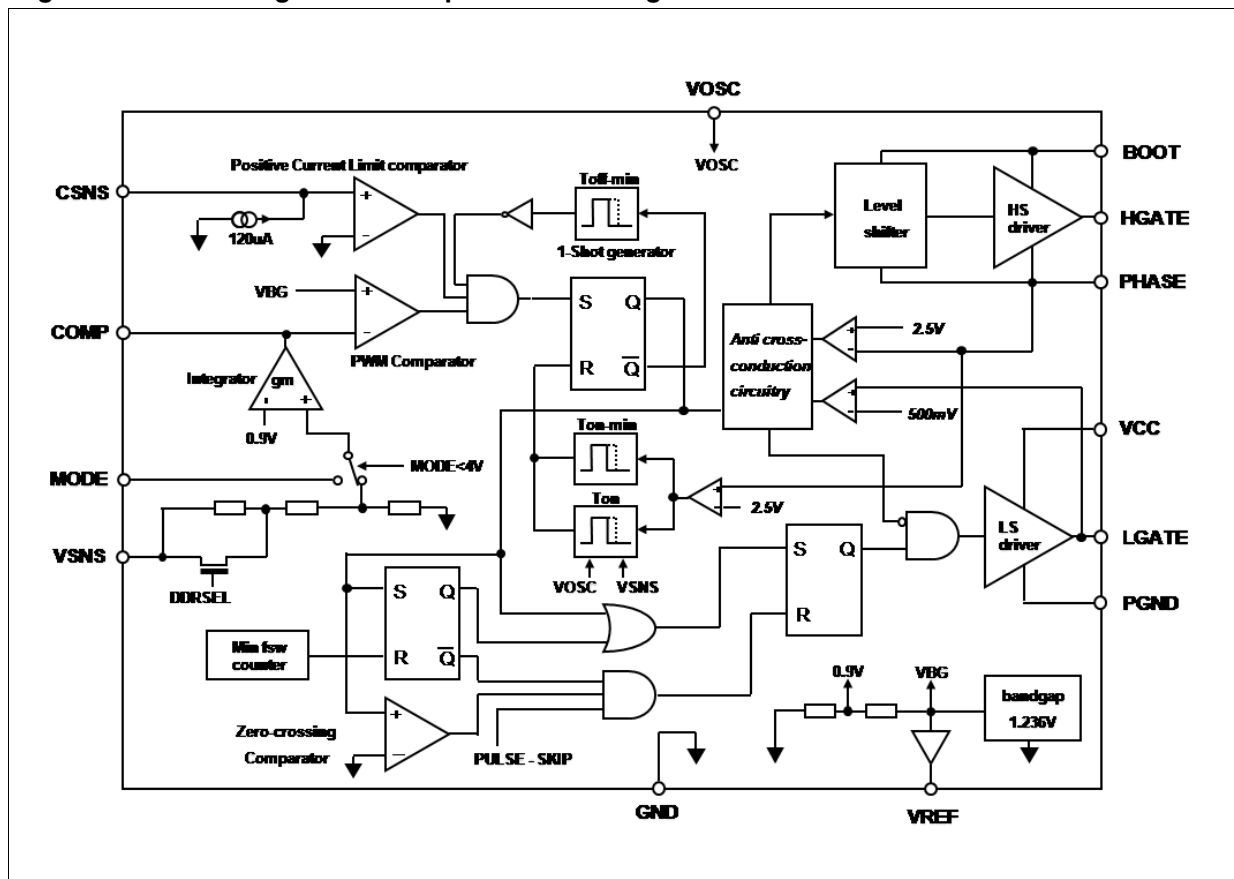 VOSC
VOSC
BOOT
Positive Current Limit comparator
Toff-min
CSNS
Level
shifter
HS
driver
HGATE
120uA
1-Shot generator
PHASE
VBG
S Q
COMP
2.5V
Anti cross-
conduction
circuitry
PWM Comparator
R Q
Integrator
gm
500mV
0.9V
Ton-min
VCC
MODE<4V
MODE
Ton
2.5V
VSNS
S Q
LS
driver
LGATE
VOSC VSNS
DDRSEL
S Q
R
PGND
Min fsw
counter
R Q
0.9V
VBG
bandgap
1.236V
Zero-crossing
Comparator
PULSE - SKIP
GND
VREF